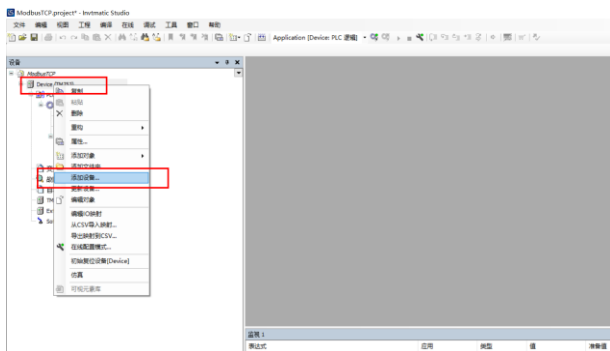 ModbusTCP.project* - Invtmatic Studio
文件 编辑 视图 工程 编译 在线 调试 工具 窗口 帮助
Application [Device: PLC 逻辑]
设备
ModbusTCP
Device
复制
粘贴
删除
重构
属性...
添加对象
添加文件夹...
添加设备...
更新设备...
编辑对象
编辑IO映射
从CSV导入映射...
导出映射到CSV...
在线配置模式...
初始复位设备[Device]
仿真
可视元素库
监视 1
表达式 应用 类型 值 准备值